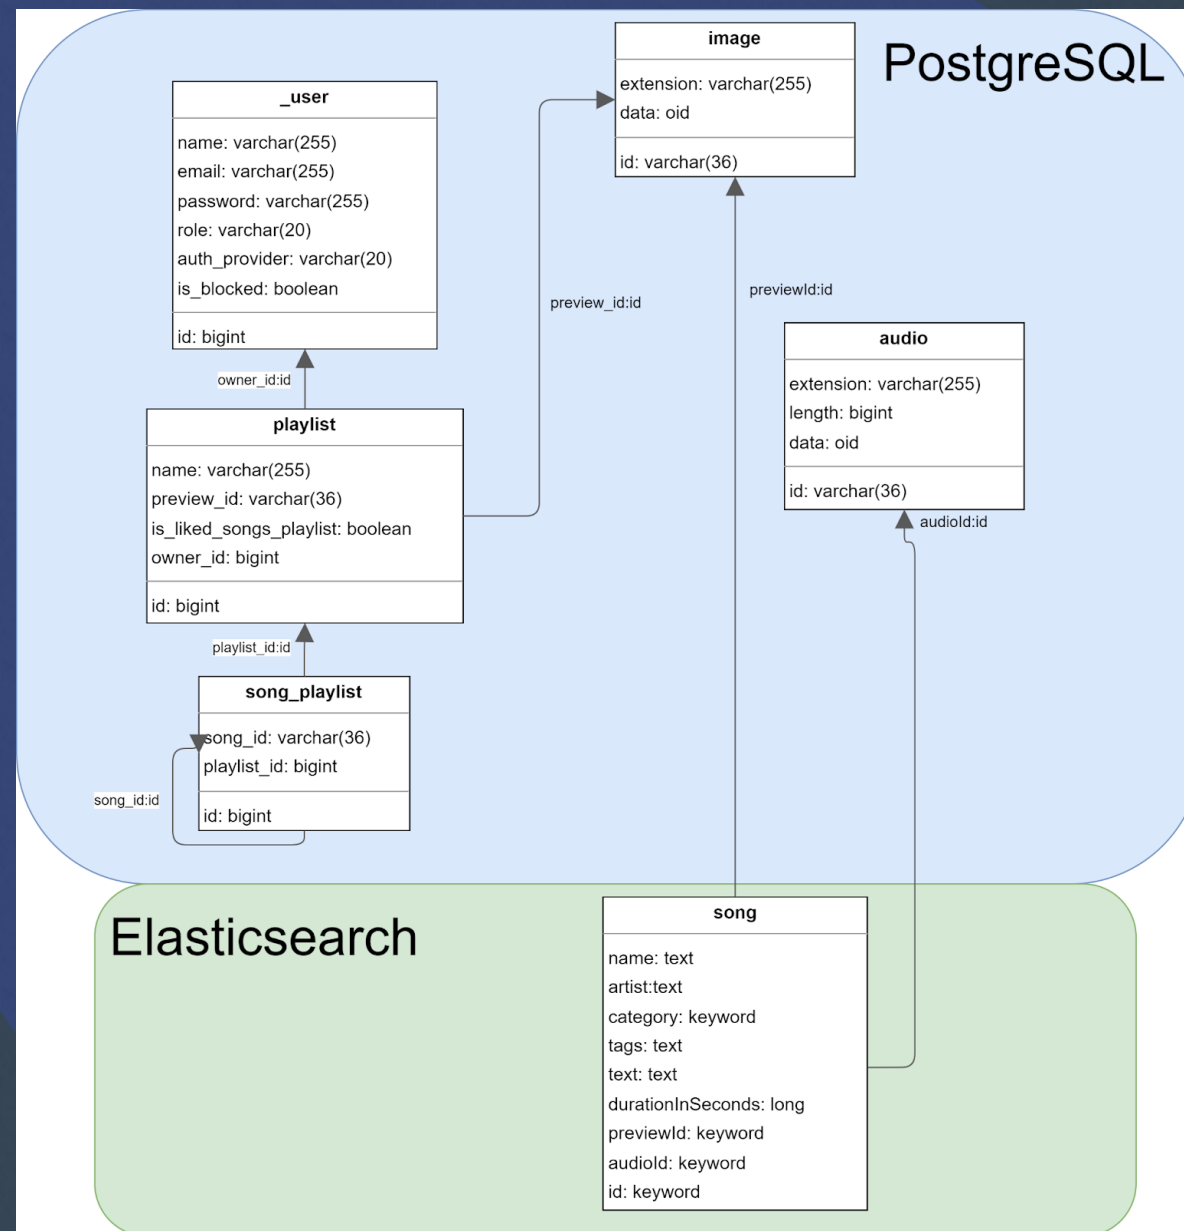 PostgreSQL
image
extension: varchar(255)
data: oid
id: varchar(36)
_user
name: varchar(255)
email: varchar(255)
password: varchar(255)
role: varchar(20)
auth_provider: varchar(20)
is_blocked: boolean
id: bigint
preview_id:id
previewId:id
owner_id:id
audio
extension: varchar(255)
length: bigint
data: oid
id: varchar(36)
audioId:id
playlist
name: varchar(255)
preview_id: varchar(36)
is_liked_songs_playlist: boolean
owner_id: bigint
id: bigint
playlist_id:id
song_playlist
song_id: varchar(36)
playlist_id: bigint
id: bigint
song_id:id
Elasticsearch
song
name: text
artist:text
category: keyword
tags: text
text: text
durationInSeconds: long
previewId: keyword
audioId: keyword
id: keyword